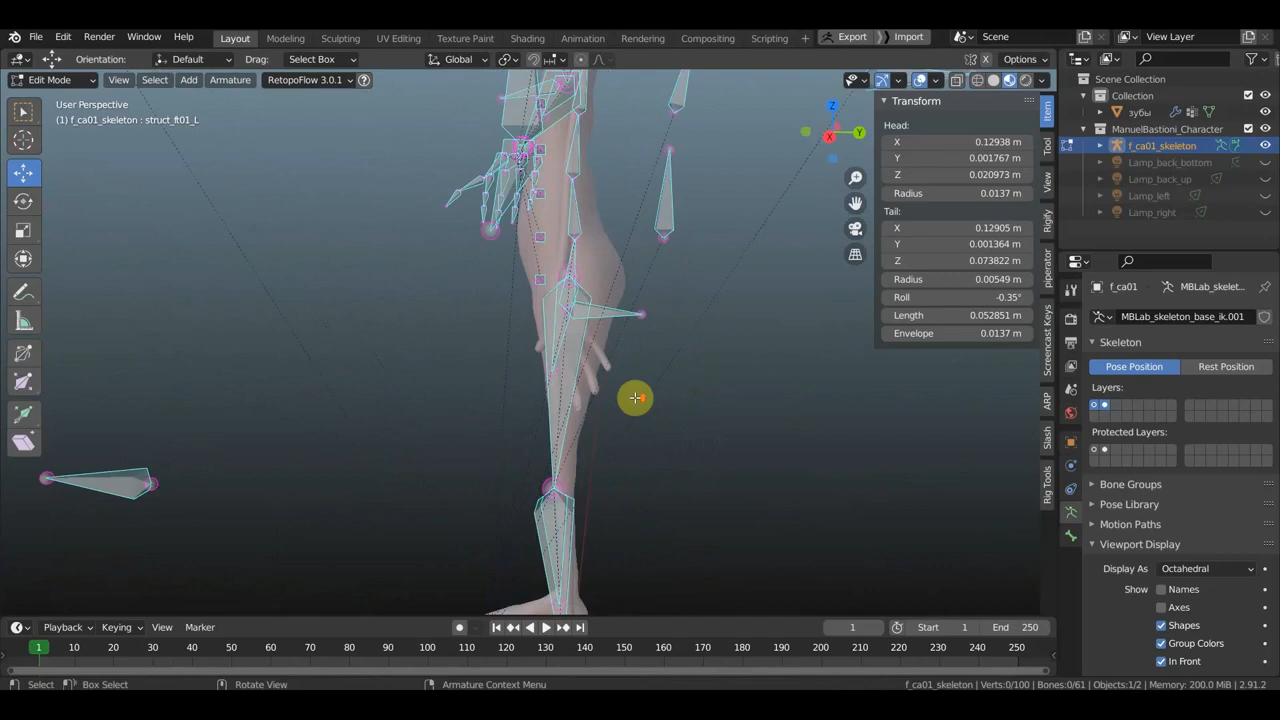 File Edit Render Window Help Layout Modeling Sculpting UV Editing Texture Paint Shading Animation Rendering Compositing Scripting + Export Import Scene View Layer
Orientation: Default Drag: Select Box Global X Options
Edit Mode View Select Add Armature RetopoFlow 3.0.1
User Perspective
(1) f_ca01_skeleton : struct_ft01_L
Z
Y
X
Transform
Head:
X 0.12938 m
Y 0.001767 m
Z 0.020973 m
Radius 0.0137 m
Tail:
X 0.12905 m
Y 0.001364 m
Z 0.073822 m
Radius 0.00549 m
Roll -0.35°
Length 0.052851 m
Envelope 0.0137 m
Item
Tool
View
Rigify
piperator
Screencast Keys
ARP
Slash
Rig Tools
Scene Collection
Collection
зубы
ManuelBastioni_Character
f_ca01_skeleton
Lamp_back_bottom
Lamp_back_up
Lamp_left
Lamp_right
f_ca01 MBLab_skelet...
MBLab_skeleton_base_ik.001
Skeleton
Pose Position Rest Position
Layers:
Protected Layers:
Bone Groups
Pose Library
Motion Paths
Viewport Display
Display As Octahedral
Show Names
Axes
Shapes
Group Colors
In Front
Playback Keying View Marker 1 Start 1 End 250
1 10 20 30 40 50 60 70 80 90 100 110 120 130 140 150 160 170 180 190 200 210 220 230 240 250
Select Box Select Rotate View Armature Context Menu f_ca01_skeleton | Verts:0/100 | Bones:0/61 | Objects:1/2 | Memory: 200.0 MiB | 2.91.2